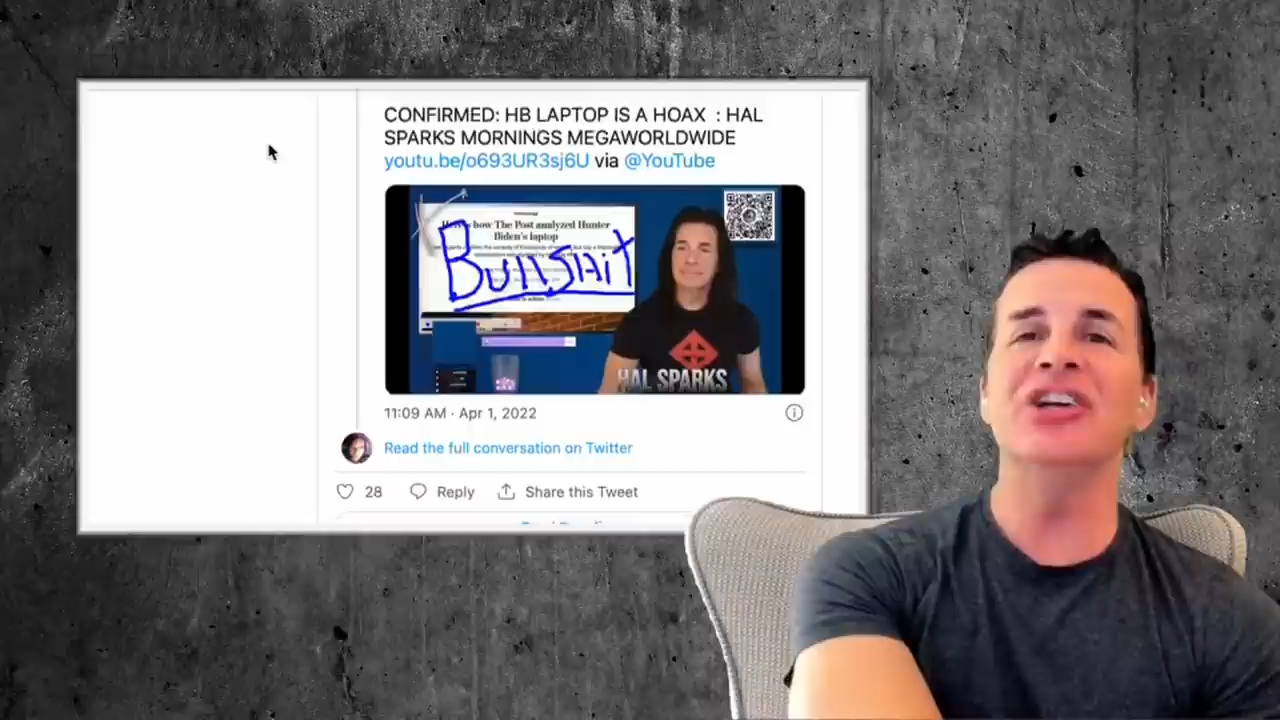 CONFIRMED: HB LAPTOP IS A HOAX : HAL
SPARKS MORNINGS MEGAWORLDWIDE
youtu.be/o693UR3sj6U via @YouTube
how The Post analyzed Hunter
Biden's laptop
Bullshit
HAL SPARKS
11:09 AM · Apr 1, 2022
Read the full conversation on Twitter
28 Reply Share this Tweet